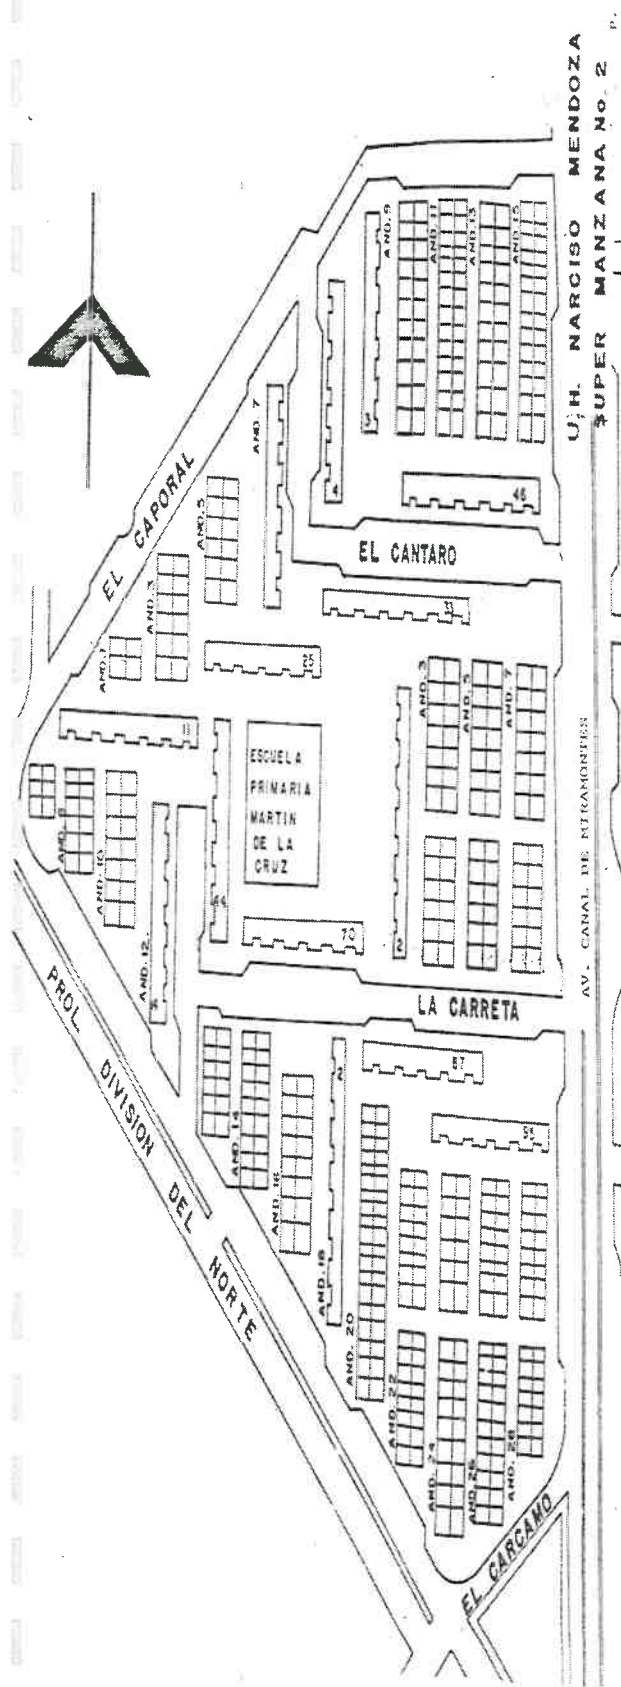 U.H. NARCISO MENDOZA
SUPER MANZANA No. 2
EL CAPORAL
AND. 9
AND. 11
AND. 13
AND. 15
3
4
46
AND. 7
AND. 5
AND. 3
AND. 1
EL CANTARO
33
25
11
AND. 3
AND. 5
AND. 7
ESCUELA
PRIMARIA
MARTIN
DE LA
CRUZ
AND. 8
AND. 10
AND. 12
44
70
2
LA CARRETA
AV. CANAL DE MIRAMONTES
PROL. DIVISION DEL NORTE
AND. 14
AND. 16
AND. 18
2
57
AND. 20
AND. 22
AND. 24
AND. 26
AND. 28
EL CARCAMO